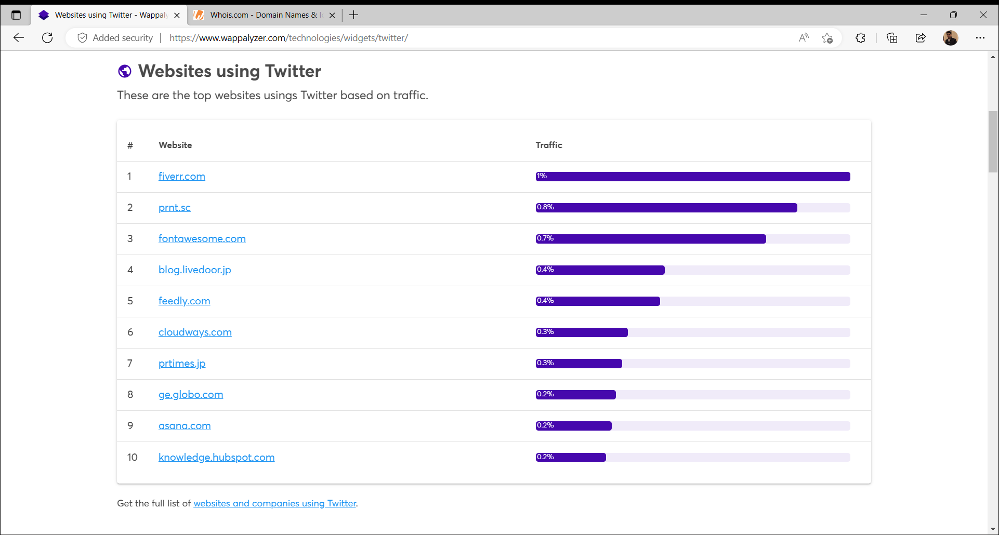 Websites using Twitter - Wappaly
Whois.com - Domain Names &
Added security | https://www.wappalyzer.com/technologies/widgets/twitter/
Websites using Twitter
These are the top websites usings Twitter based on traffic.
# Website Traffic
1 fiverr.com 1%
2 prnt.sc 0.8%
3 fontawesome.com 0.7%
4 blog.livedoor.jp 0.4%
5 feedly.com 0.4%
6 cloudways.com 0.3%
7 prtimes.jp 0.3%
8 ge.globo.com 0.2%
9 asana.com 0.2%
10 knowledge.hubspot.com 0.2%
Get the full list of websites and companies using Twitter.